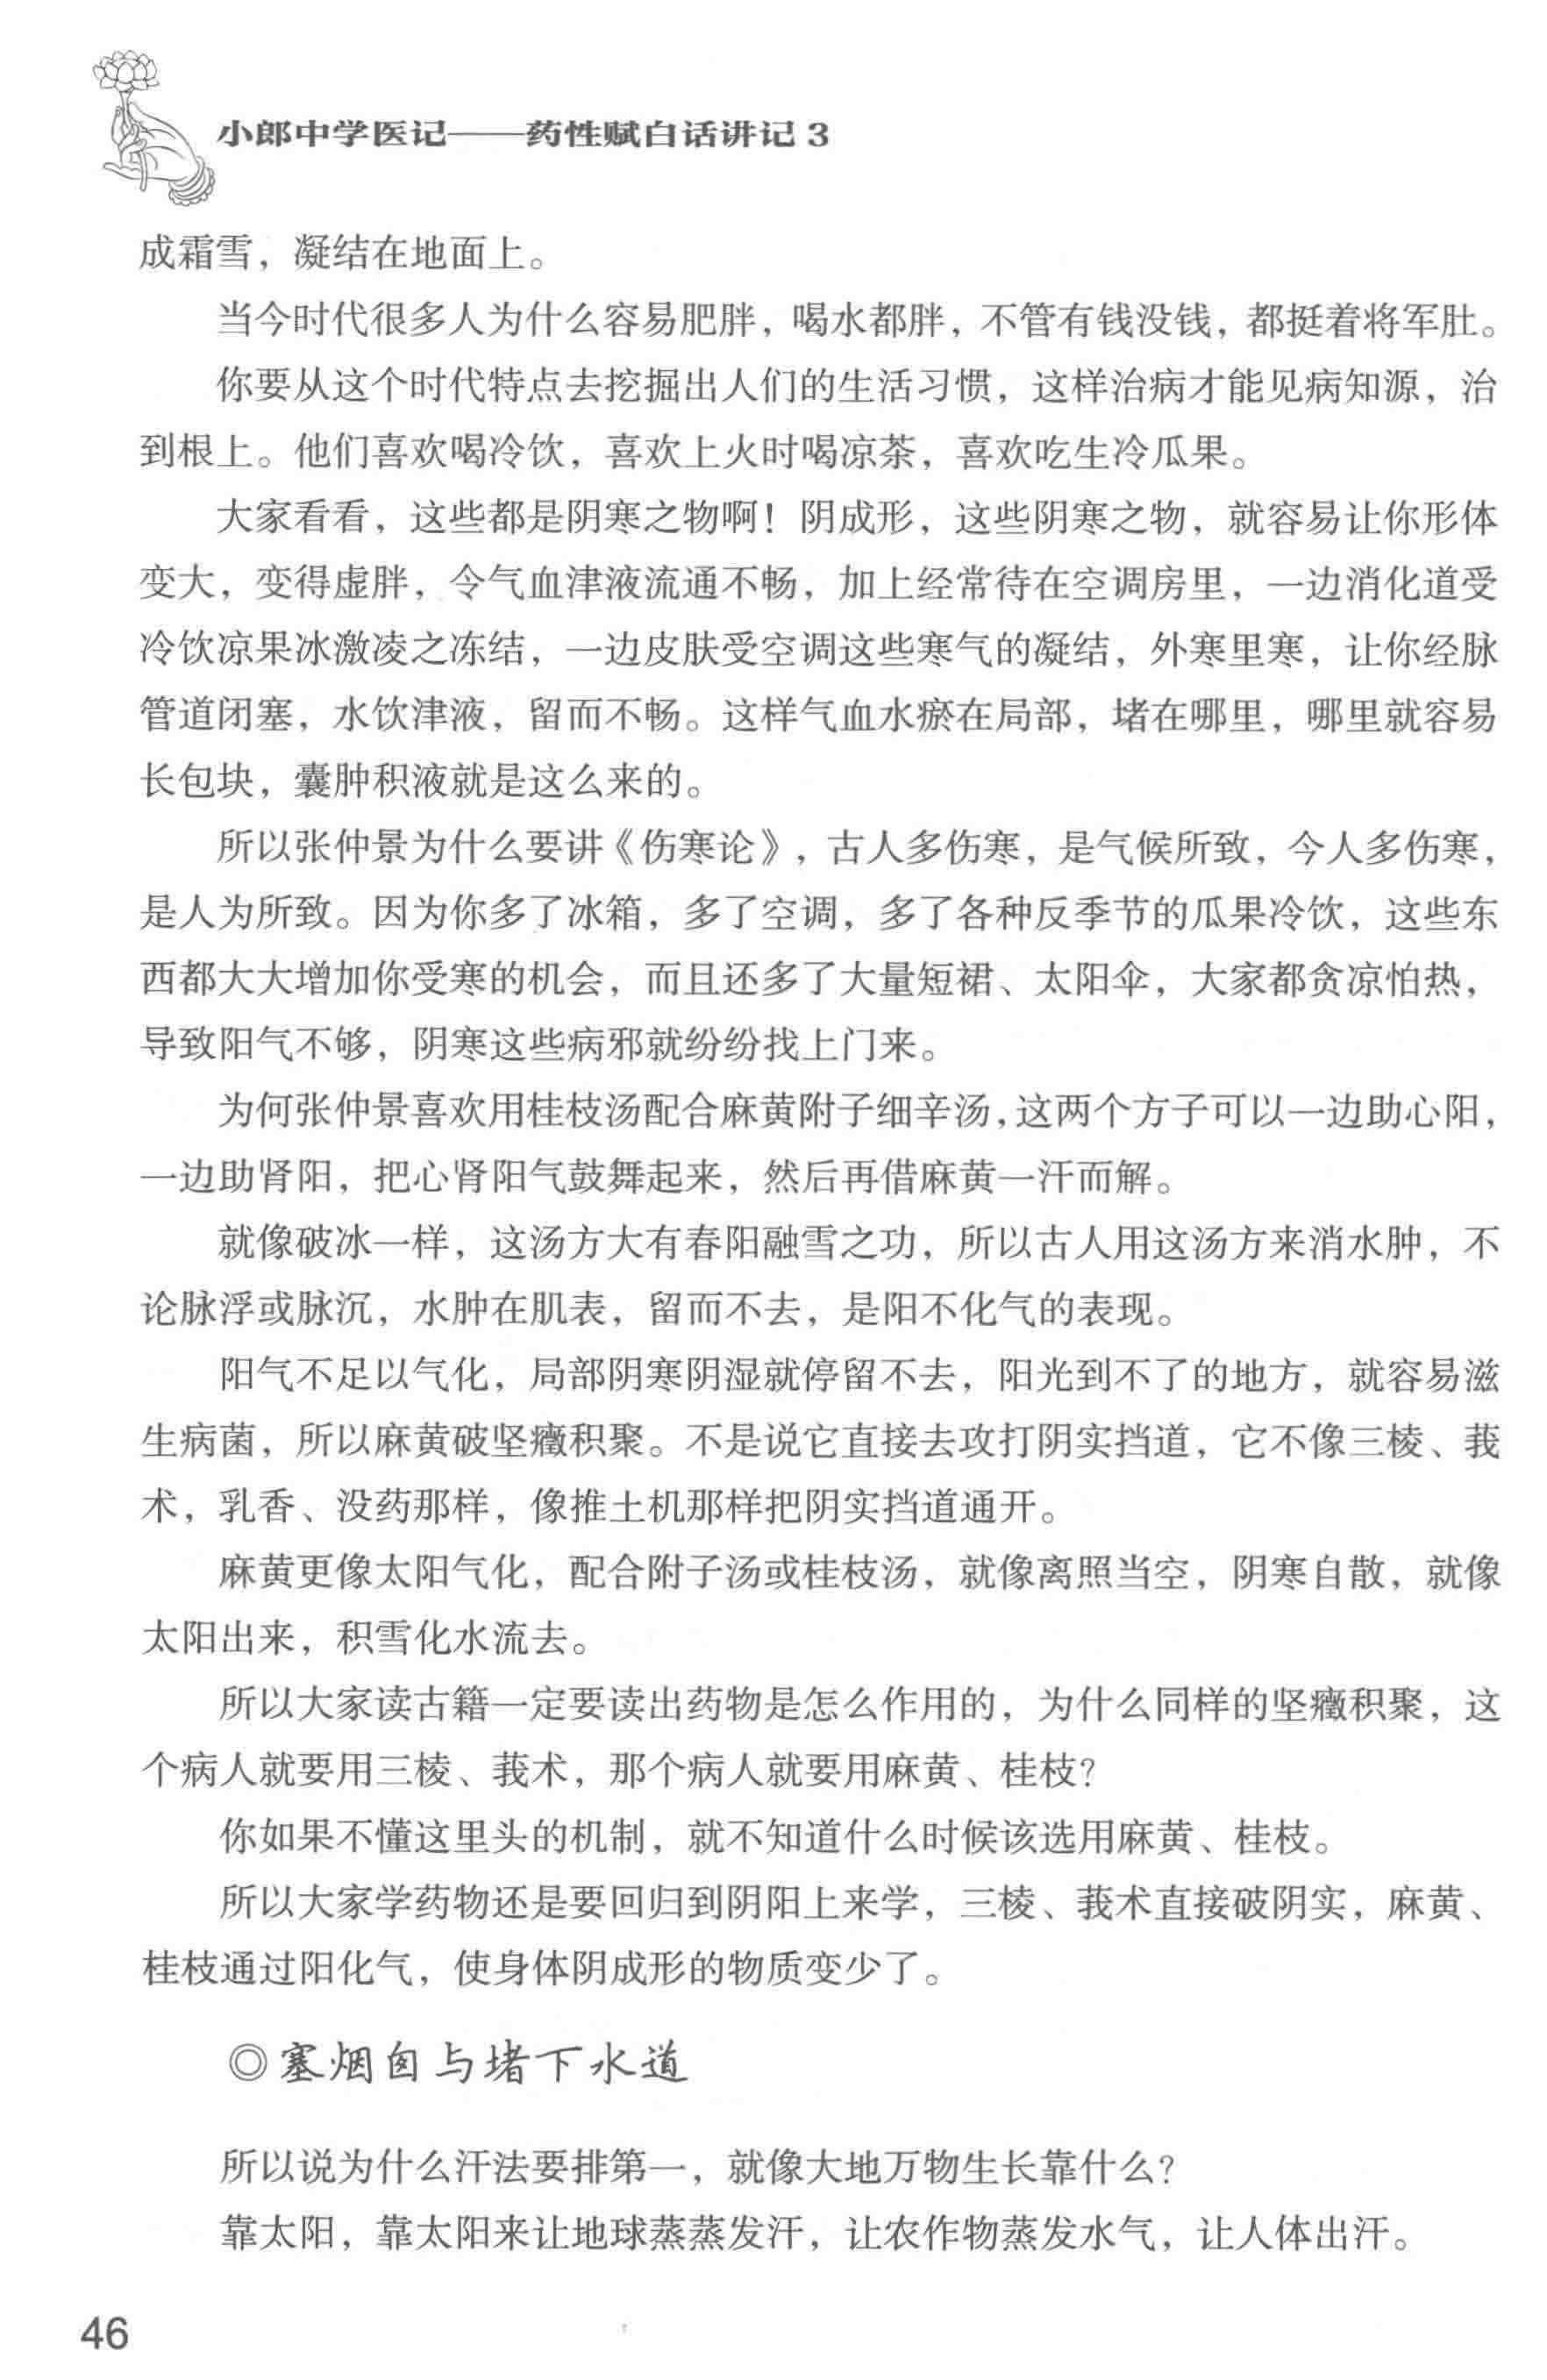 小郎中学医记——药性赋白话讲记 3
成霜雪，凝结在地面上。
当今时代很多人为什么容易肥胖，喝水都胖，不管有钱没钱，都挺着将军肚。
你要从这个时代特点去挖掘出人们的生活习惯，这样治病才能见病知源，治
到根上。他们喜欢喝冷饮，喜欢上火时喝凉茶，喜欢吃生冷瓜果。
大家看看，这些都是阴寒之物啊！阴成形，这些阴寒之物，就容易让你形体
变大，变得虚胖，令气血津液流通不畅，加上经常待在空调房里，一边消化道受
冷饮凉果冰激凌之冻结，一边皮肤受空调这些寒气的凝结，外寒里寒，让你经脉
管道闭塞，水饮津液，留而不畅。这样气血水瘀在局部，堵在哪里，哪里就容易
长包块，囊肿积液就是这么来的。
所以张仲景为什么要讲《伤寒论》，古人多伤寒，是气候所致，今人多伤寒，
是人为所致。因为你多了冰箱，多了空调，多了各种反季节的瓜果冷饮，这些东
西都大大增加你受寒的机会，而且还多了大量短裙、太阳伞，大家都贪凉怕热，
导致阳气不够，阴寒这些病邪就纷纷找上门来。
为何张仲景喜欢用桂枝汤配合麻黄附子细辛汤，这两个方子可以一边助心阳，
一边助肾阳，把心肾阳气鼓舞起来，然后再借麻黄一汗而解。
就像破冰一样，这汤方大有春阳融雪之功，所以古人用这汤方来消水肿，不
论脉浮或脉沉，水肿在肌表，留而不去，是阳不化气的表现。
阳气不足以气化，局部阴寒阴湿就停留不去，阳光到不了的地方，就容易滋
生病菌，所以麻黄破坚癥积聚。不是说它直接去攻打阴实挡道，它不像三棱、莪
术，乳香、没药那样，像推土机那样把阴实挡道通开。
麻黄更像太阳气化，配合附子汤或桂枝汤，就像离照当空，阴寒自散，就像
太阳出来，积雪化水流去。
所以大家读古籍一定要读出药物是怎么作用的，为什么同样的坚癥积聚，这
个病人就要用三棱、莪术，那个病人就要用麻黄、桂枝？
你如果不懂这里头的机制，就不知道什么时候该选用麻黄、桂枝。
所以大家学药物还是要回归到阴阳上来学，三棱、莪术直接破阴实，麻黄、
桂枝通过阳化气，使身体阴成形的物质变少了。
◎塞烟囱与堵下水道
所以说为什么汗法要排第一，就像大地万物生长靠什么？
靠太阳，靠太阳来让地球蒸蒸发汗，让农作物蒸发水气，让人体出汗。
46